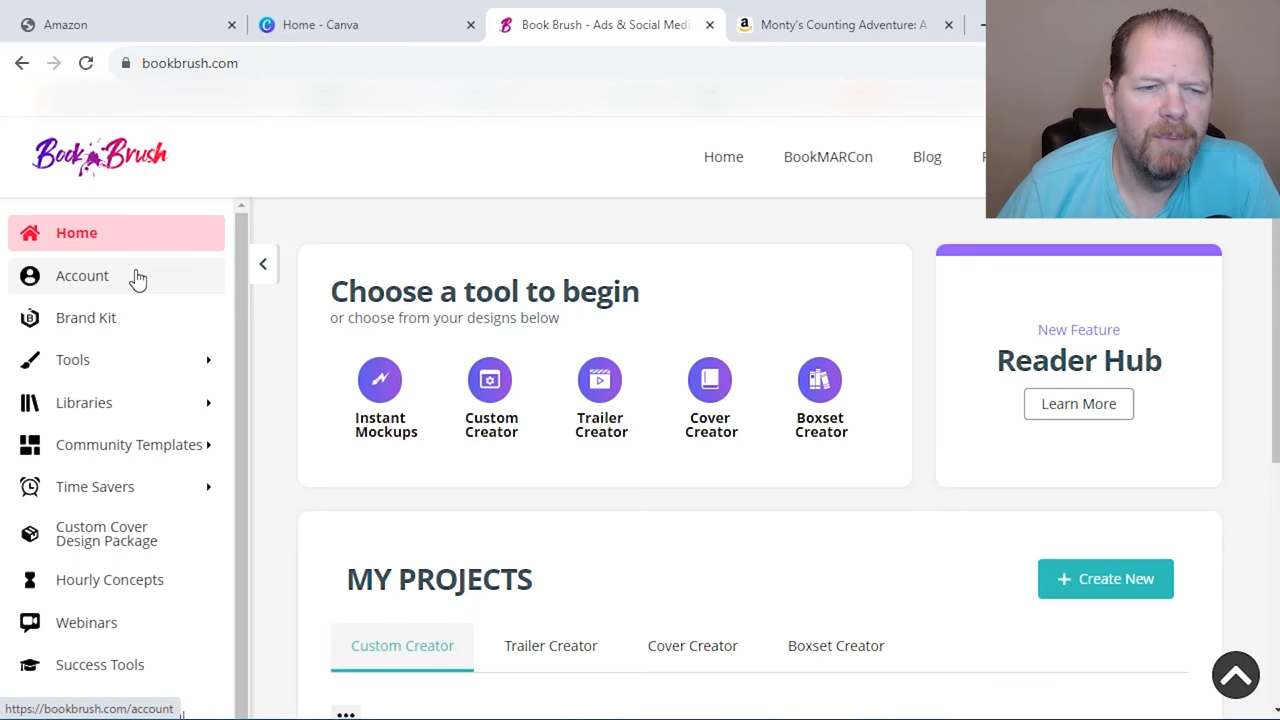 Amazon
Home - Canva
Book Brush - Ads & Social Medi
Monty's Counting Adventure: A
bookbrush.com
Book Brush
Home
BookMARCon
Blog
Home
Account
Brand Kit
Tools
Libraries
Community Templates
Time Savers
Custom Cover
Design Package
Hourly Concepts
Webinars
Success Tools
https://bookbrush.com/account
Choose a tool to begin
or choose from your designs below
Instant
Mockups
Custom
Creator
Trailer
Creator
Cover
Creator
Boxset
Creator
New Feature
Reader Hub
Learn More
MY PROJECTS
+ Create New
Custom Creator
Trailer Creator
Cover Creator
Boxset Creator